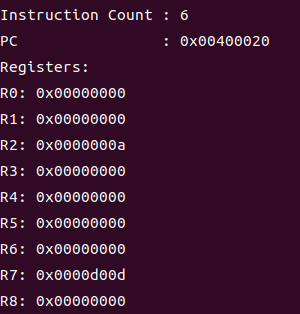 Instruction Count : 6
PC                : 0x00400020
Registers:
R0: 0x00000000
R1: 0x00000000
R2: 0x0000000a
R3: 0x00000000
R4: 0x00000000
R5: 0x00000000
R6: 0x00000000
R7: 0x0000d00d
R8: 0x00000000